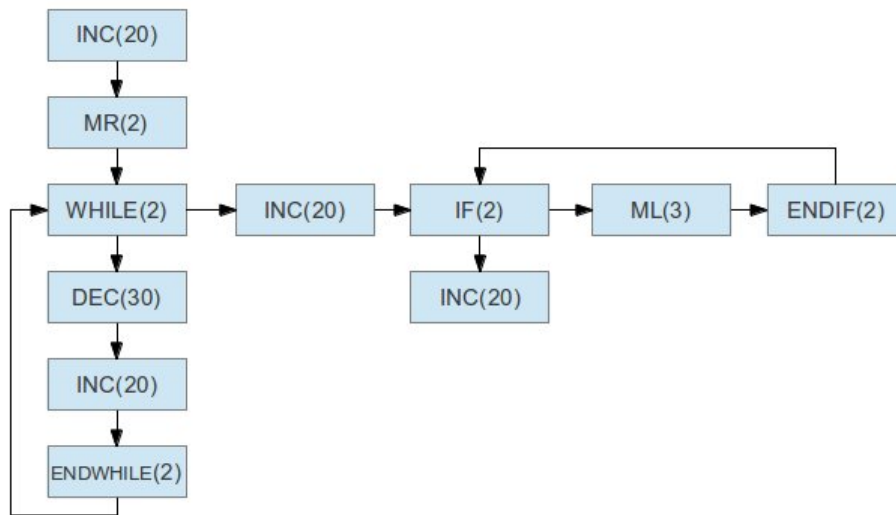 INC(20)
MR(2)
WHILE(2)
INC(20)
IF(2)
ML(3)
ENDIF(2)
DEC(30)
INC(20)
INC(20)
ENDWHILE(2)